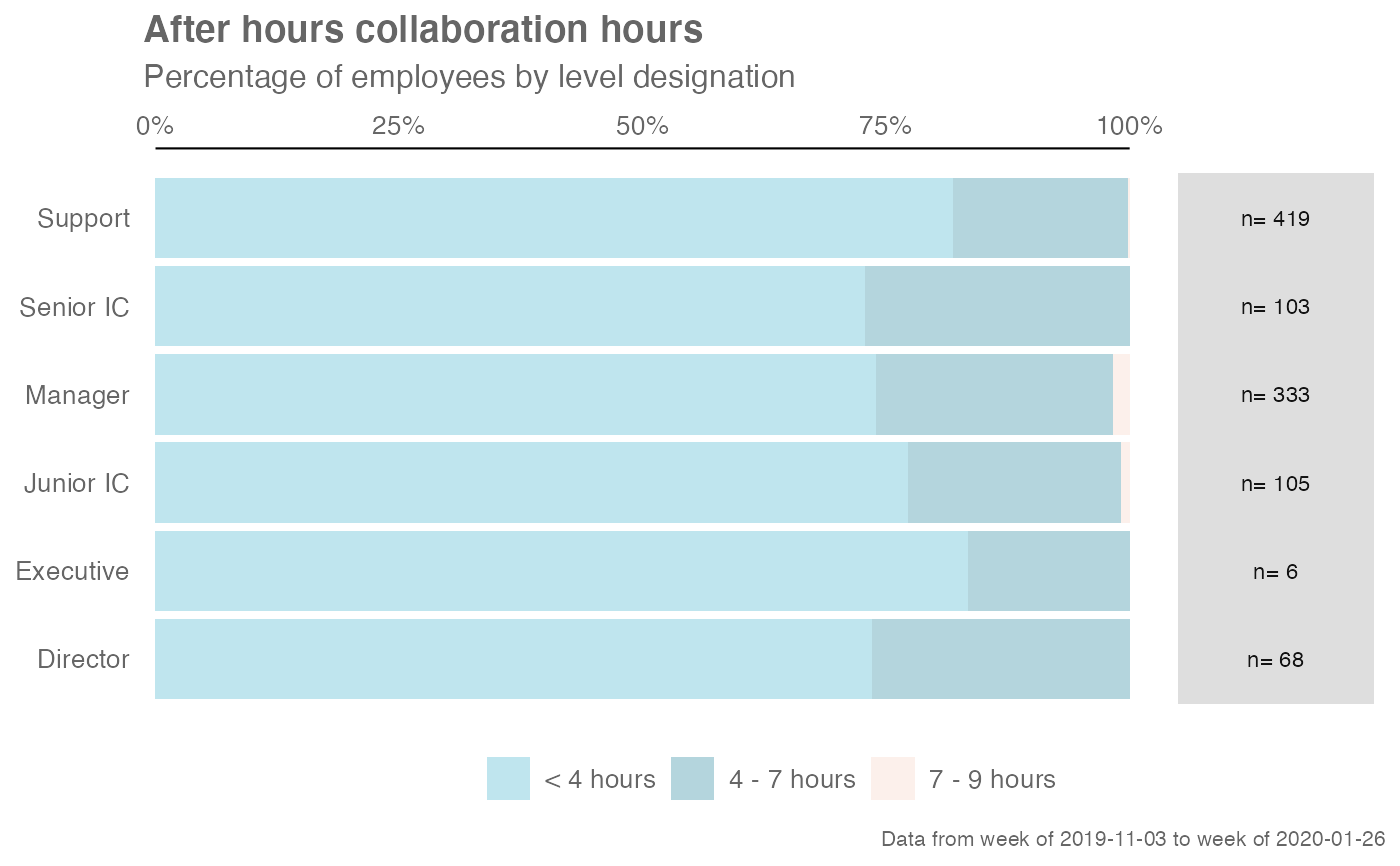 After hours collaboration hours
Percentage of employees by level designation
0% 25% 50% 75% 100%
Support n= 419
Senior IC n= 103
Manager n= 333
Junior IC n= 105
Executive n= 6
Director n= 68
< 4 hours 4 - 7 hours 7 - 9 hours
Data from week of 2019-11-03 to week of 2020-01-26